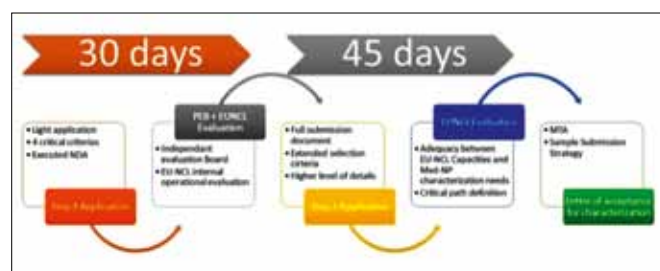 30 days
45 days
• Light application
• 4 critical criterias
• Executed NDA
Step 1 Application
PEB + EUNCL
Evaluation
• Independant
evaluation Board
• EU-NCL internal
operational evaluation
• Full submission
document
• Extended selection
criteria
• Higher level of details
Step 2 Application
EUNCL Evaluation
• Adequacy between
EU-NCL Capacities and
Med-NP
characterization needs
• Critical path definition
• MTA
• Sample Submission
Strategy
Letter of acceptance
for characterization